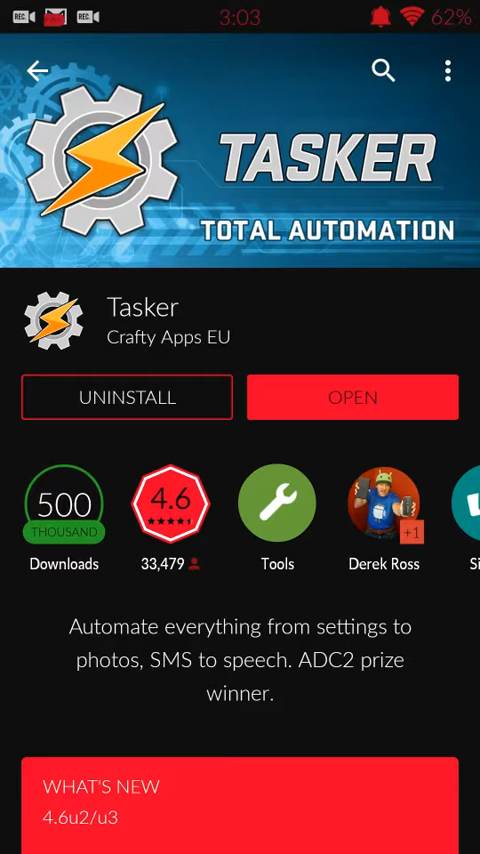 REC. REC. 3:03 62%
TASKER
TOTAL AUTOMATION
Tasker
Crafty Apps EU
UNINSTALL OPEN
500 4.6
THOUSAND +1
Downloads 33,479 Tools Derek Ross Si
Automate everything from settings to
photos, SMS to speech. ADC2 prize
winner.
WHAT'S NEW
4.6u2/u3